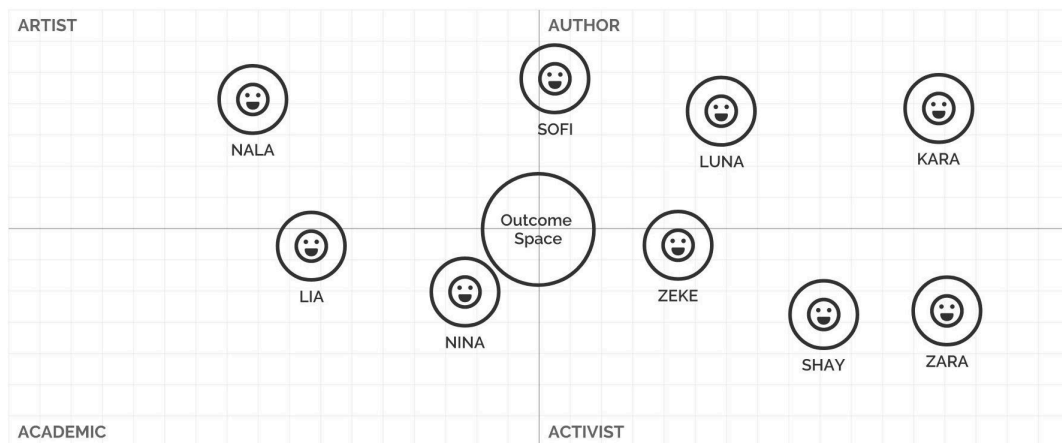 ARTIST
AUTHOR
NALA
SOFI
LUNA
KARA
Outcome
Space
LIA
NINA
ZEKE
SHAY
ZARA
ACADEMIC
ACTIVIST